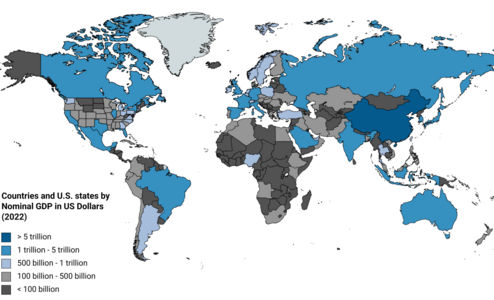 Countries and U.S. states by
Nominal GDP in US Dollars
(2022)
> 5 trillion
1 trillion - 5 trillion
500 billion - 1 trillion
100 billion - 500 billion
< 100 billion